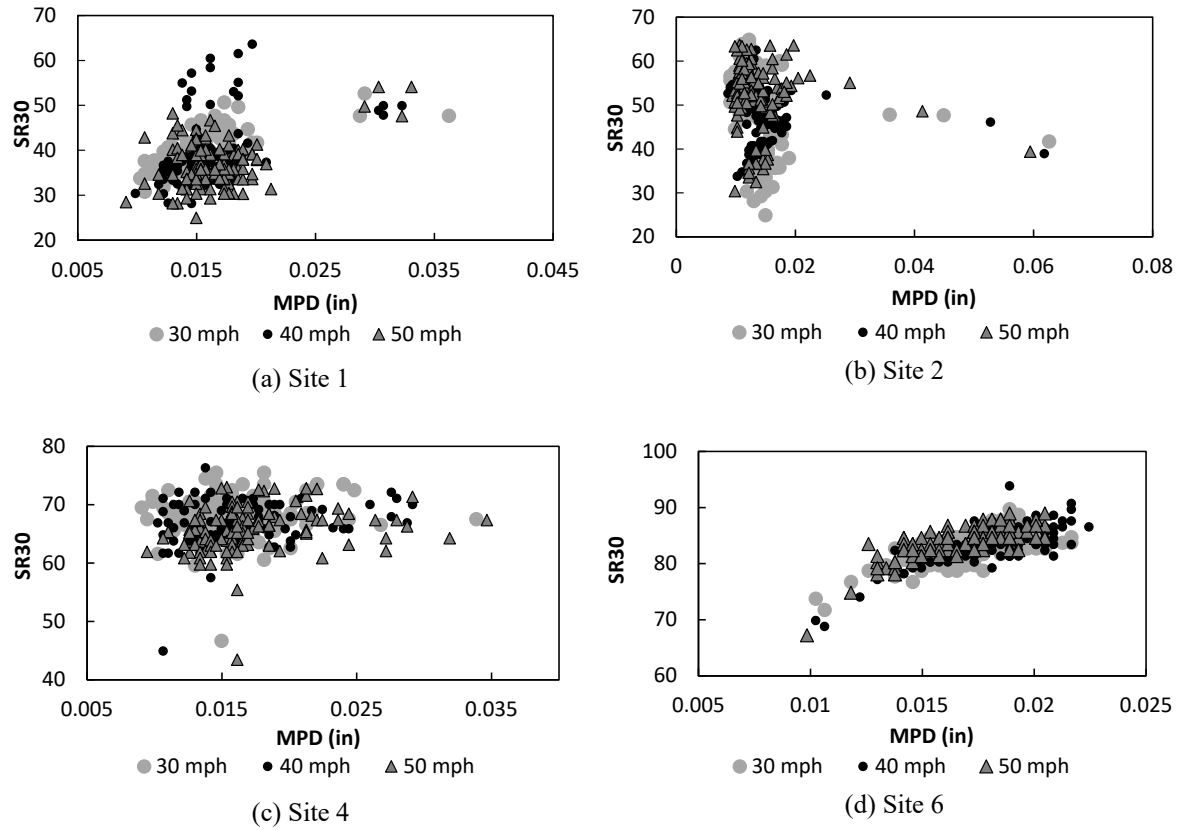 70
60
50
40
30
20
SR30
0.005 0.015 0.025 0.035 0.045
MPD (in)
30 mph 40 mph 50 mph
(a) Site 1
70
60
50
40
30
20
SR30
0 0.02 0.04 0.06 0.08
MPD (in)
30 mph 40 mph 50 mph
(b) Site 2
80
70
60
50
40
SR30
0.005 0.015 0.025 0.035
MPD (in)
30 mph 40 mph 50 mph
(c) Site 4
100
90
80
70
60
SR30
0.005 0.01 0.015 0.02 0.025
MPD (in)
30 mph 40 mph 50 mph
(d) Site 6